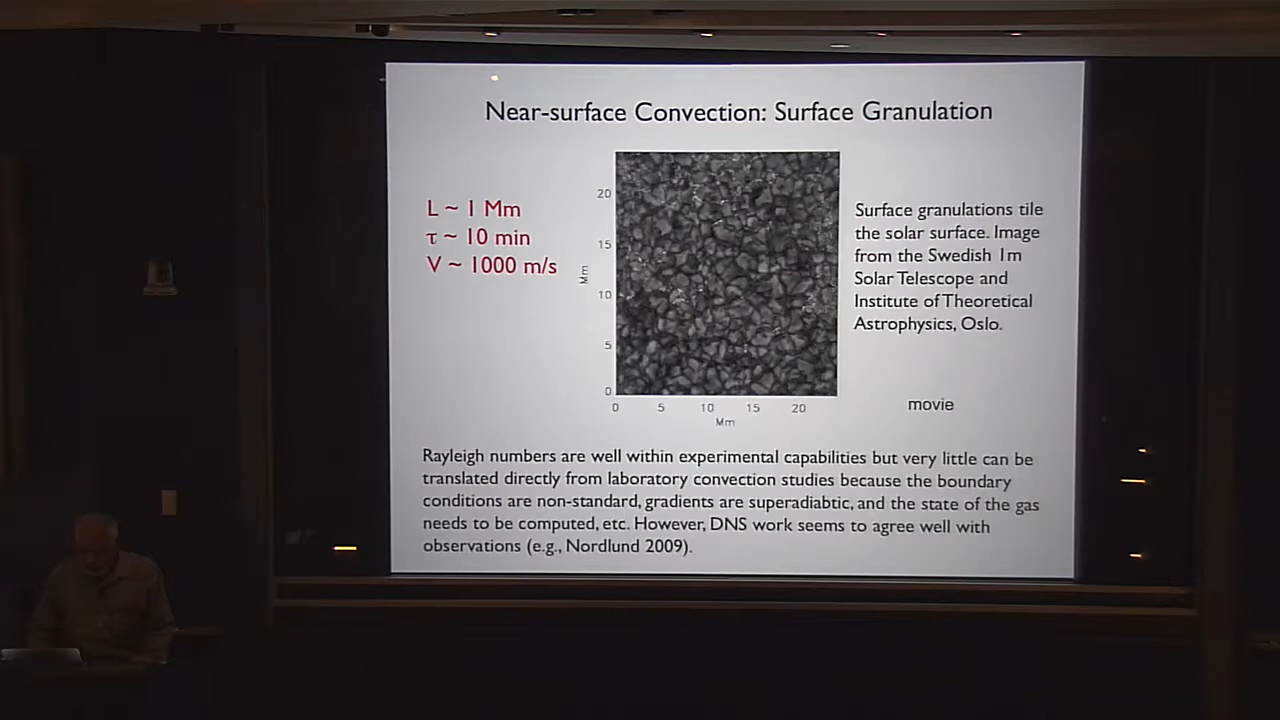 Near-surface Convection: Surface Granulation
L ~ 1 Mm
τ ~ 10 min
V ~ 1000 m/s
20
15
10
5
0
Mm
0 5 10 15 20
Mm
Surface granulations tile
the solar surface. Image
from the Swedish 1m
Solar Telescope and
Institute of Theoretical
Astrophysics, Oslo.
movie
Rayleigh numbers are well within experimental capabilities but very little can be
translated directly from laboratory convection studies because the boundary
conditions are non-standard, gradients are superadiabtic, and the state of the gas
needs to be computed, etc. However, DNS work seems to agree well with
observations (e.g., Nordlund 2009).